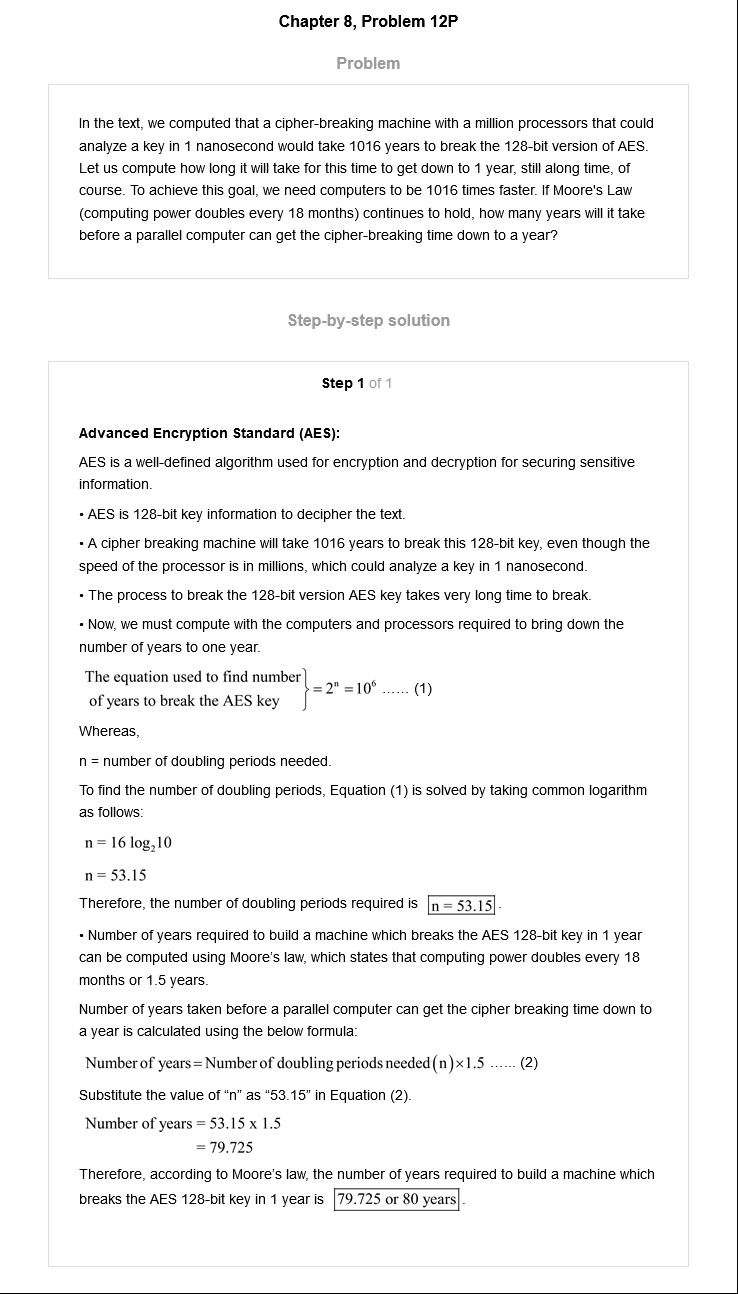 Chapter 8, Problem 12P
Problem
In the text, we computed that a cipher-breaking machine with a million processors that could
analyze a key in 1 nanosecond would take 1016 years to break the 128-bit version of AES.
Let us compute how long it will take for this time to get down to 1 year, still along time, of
course. To achieve this goal, we need computers to be 1016 times faster. If Moore's Law
(computing power doubles every 18 months) continues to hold, how many years will it take
before a parallel computer can get the cipher-breaking time down to a year?
Step-by-step solution
Step 1 of 1
Advanced Encryption Standard (AES):
AES is a well-defined algorithm used for encryption and decryption for securing sensitive
information.
• AES is 128-bit key information to decipher the text.
• A cipher breaking machine will take 1016 years to break this 128-bit key, even though the
speed of the processor is in millions, which could analyze a key in 1 nanosecond.
• The process to break the 128-bit version AES key takes very long time to break.
• Now, we must compute with the computers and processors required to bring down the
number of years to one year.
The equation used to find number
of years to break the AES key } = 2ⁿ = 10⁶ ...... (1)
Whereas,
n = number of doubling periods needed.
To find the number of doubling periods, Equation (1) is solved by taking common logarithm
as follows:
n = 16 log₂10
n = 53.15
Therefore, the number of doubling periods required is n = 53.15 .
• Number of years required to build a machine which breaks the AES 128-bit key in 1 year
can be computed using Moore's law, which states that computing power doubles every 18
months or 1.5 years.
Number of years taken before a parallel computer can get the cipher breaking time down to
a year is calculated using the below formula:
Number of years = Number of doubling periods needed (n) × 1.5 ...... (2)
Substitute the value of “n” as “53.15” in Equation (2).
Number of years = 53.15 x 1.5
= 79.725
Therefore, according to Moore's law, the number of years required to build a machine which
breaks the AES 128-bit key in 1 year is 79.725 or 80 years .